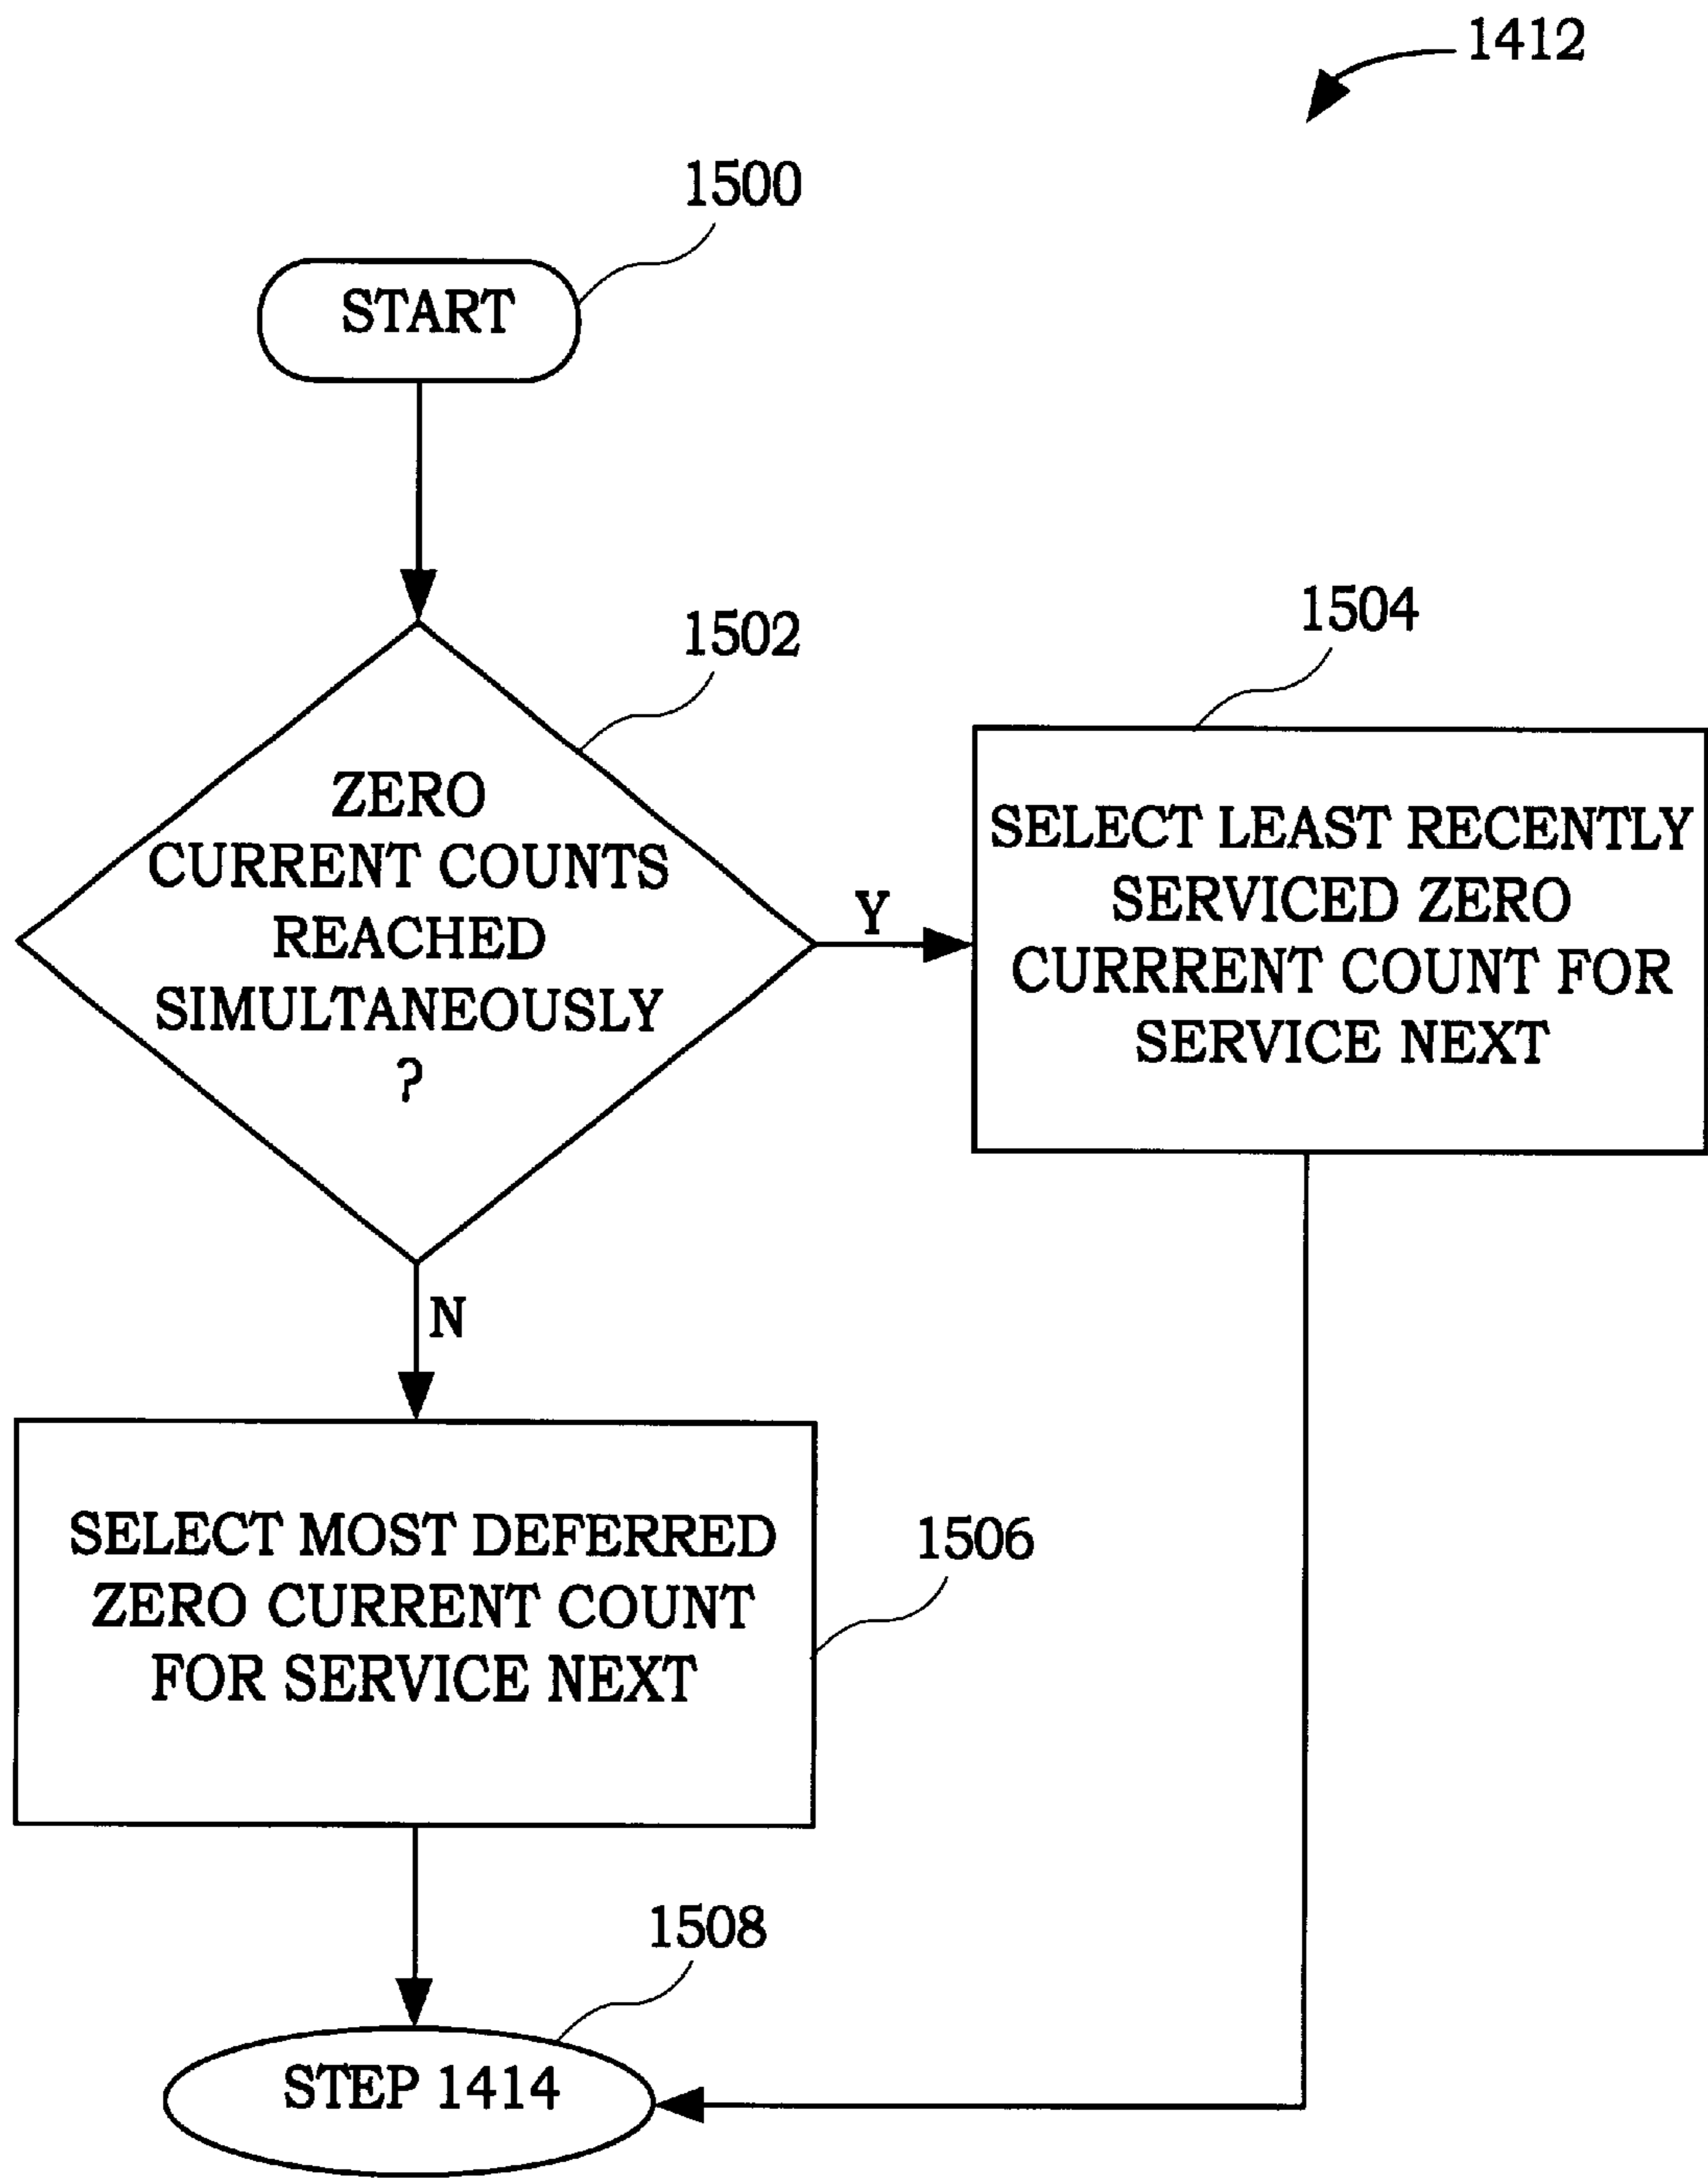 1412
1500
START
1502
ZERO
CURRENT COUNTS
REACHED
SIMULTANEOUSLY
?
Y
1504
SELECT LEAST RECENTLY
SERVICED ZERO
CURRRENT COUNT FOR
SERVICE NEXT
N
1506
SELECT MOST DEFERRED
ZERO CURRENT COUNT
FOR SERVICE NEXT
1508
STEP 1414